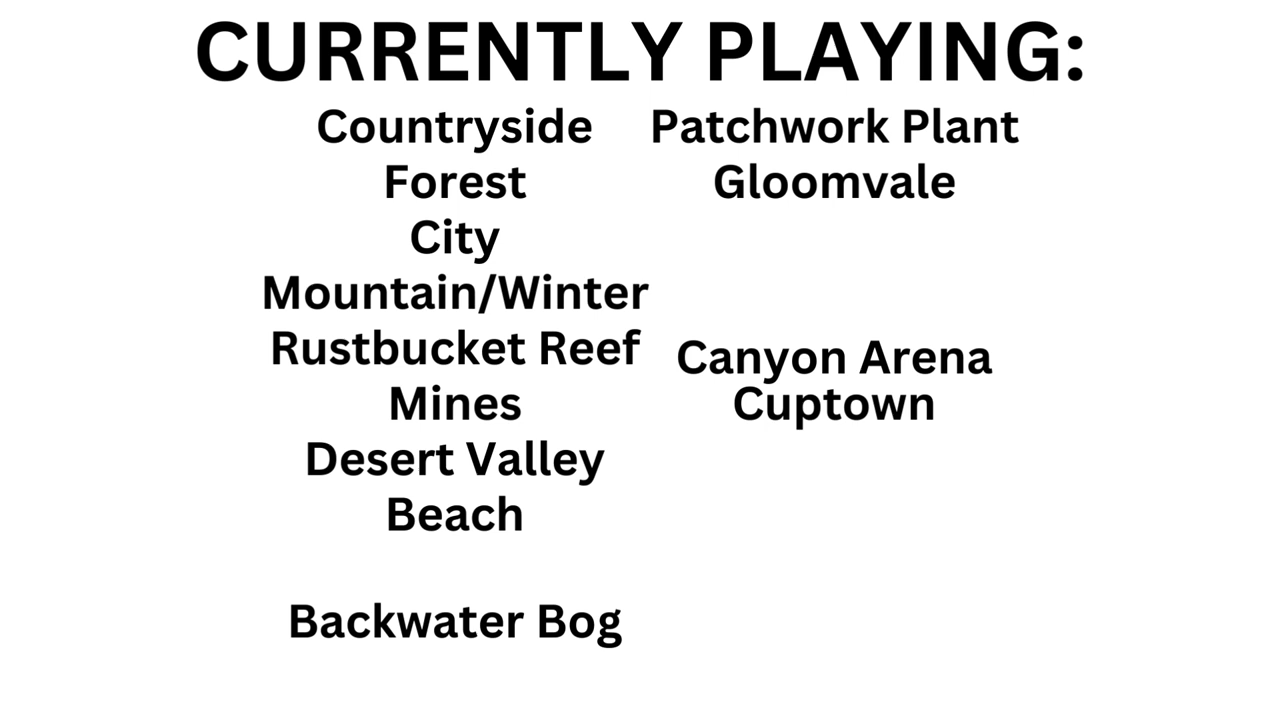 CURRENTLY PLAYING:
Countryside
Forest
City
Mountain/Winter
Rustbucket Reef
Mines
Desert Valley
Beach
Backwater Bog
Patchwork Plant
Gloomvale
Canyon Arena
Cuptown